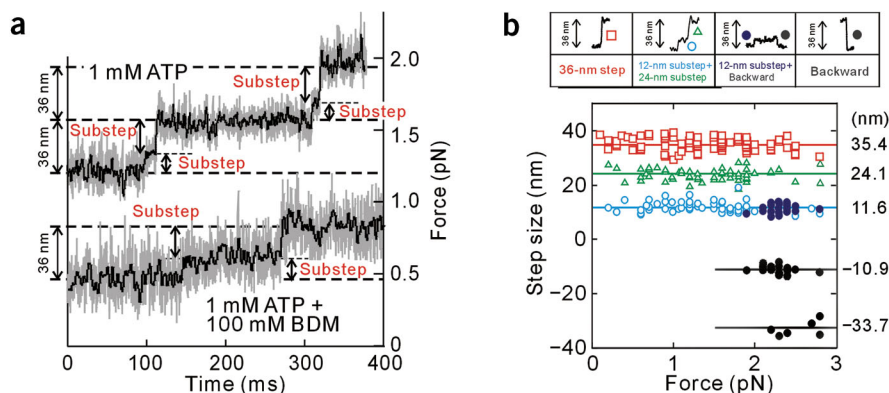 a
1 mM ATP
Substep
Substep
Substep
Substep
Substep
Substep
1 mM ATP +
100 mM BDM
36 nm
36 nm
36 nm
2.0
1.5
1.0
0.5
0
Force (pN)
0 100 200 300 400
Time (ms)
b
36 nm 36 nm 36 nm 36 nm
36-nm step
12-nm substep+
24-nm substep
12-nm substep+
Backward
Backward
(nm)
40
20
0
−20
−40
Step size (nm)
35.4
24.1
11.6
−10.9
−33.7
0 1 2 3
Force (pN)